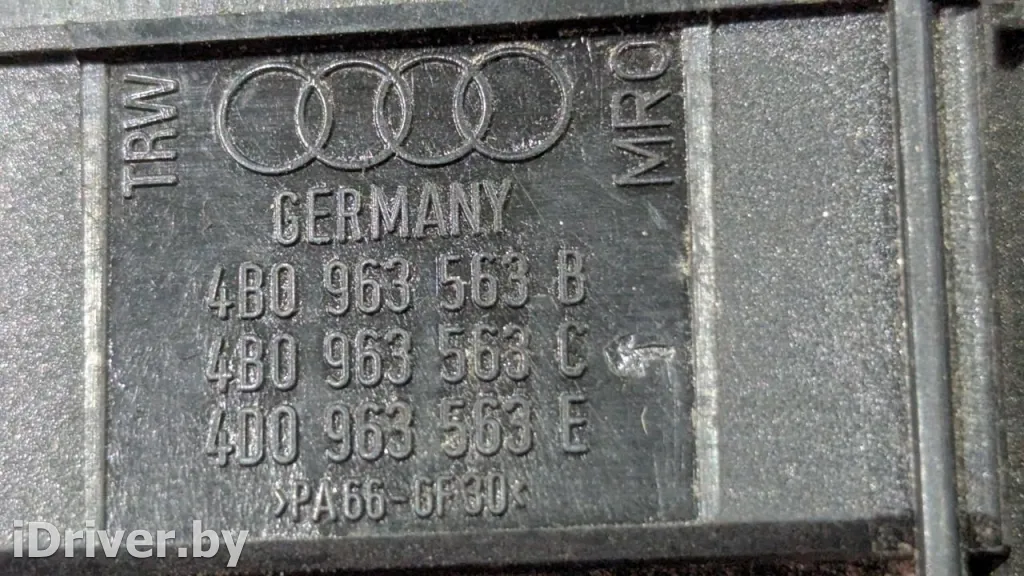 TRW
MRO
GERMANY
4B0 963 563 B
4B0 963 563 C
4D0 963 563 E
>PA66-GF30<
iDriver.by